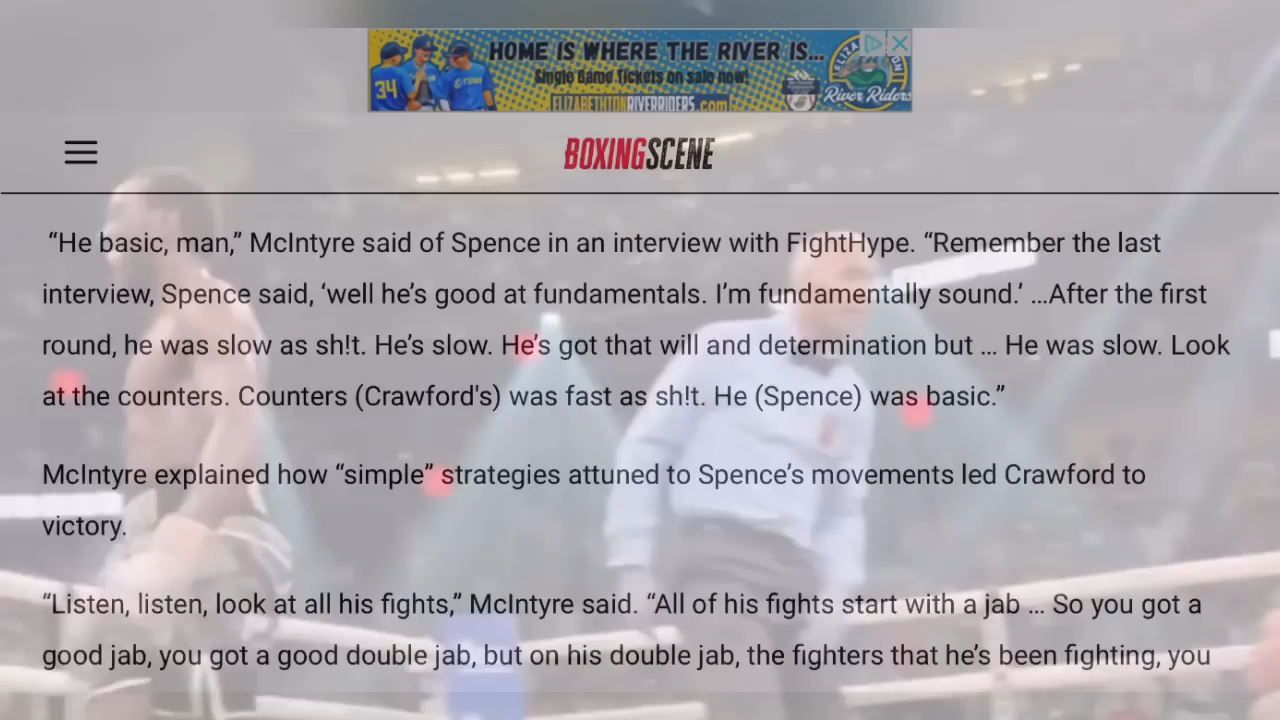 HOME IS WHERE THE RIVER IS...
34
Single Game Tickets on sale now!
ELIZABETHTONRIVERRIDERS.com
River Riders
BOXINGSCENE
“He basic, man,” McIntyre said of Spence in an interview with FightHype. “Remember the last
interview, Spence said, ‘well he’s good at fundamentals. I’m fundamentally sound.’ …After the first
round, he was slow as sh!t. He’s slow. He’s got that will and determination but … He was slow. Look
at the counters. Counters (Crawford's) was fast as sh!t. He (Spence) was basic.”
McIntyre explained how “simple” strategies attuned to Spence’s movements led Crawford to
victory.
“Listen, listen, look at all his fights,” McIntyre said. “All of his fights start with a jab … So you got a
good jab, you got a good double jab, but on his double jab, the fighters that he’s been fighting, you